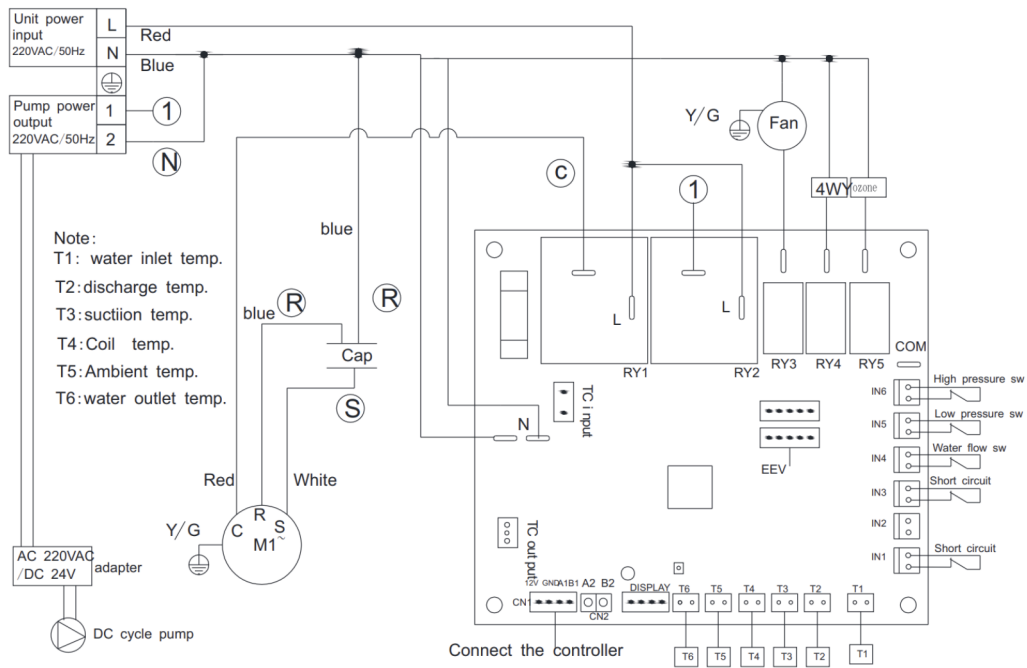 Unit power
input
220VAC/50Hz
L
N
Red
Blue
Pump power
output
220VAC/50Hz
1
2
1
N
Y/G
Fan
C
1
4WY
ozone
blue
Note:
T1: water inlet temp.
T2:discharge temp.
T3:suctiion temp.
T4:Coil temp.
T5:Ambient temp.
T6:water outlet temp.
blue
R
R
Cap
S
L
L
RY1
RY2
RY3
RY4
RY5
COM
IN6
High pressure sw
IN5
Low pressure sw
IN4
Water flow sw
IN3
Short circuit
IN2
IN1
Short circuit
TC input
N
EEV
Red
White
Y/G
C
R
S
M1~
TC out put
AC 220VAC
/DC 24V
adapter
DC cycle pump
12V GND A1 B1
CN1
A2 B2
CN2
DISPLAY
T6
T5
T4
T3
T2
T1
Connect the controller
T6
T5
T4
T3
T2
T1